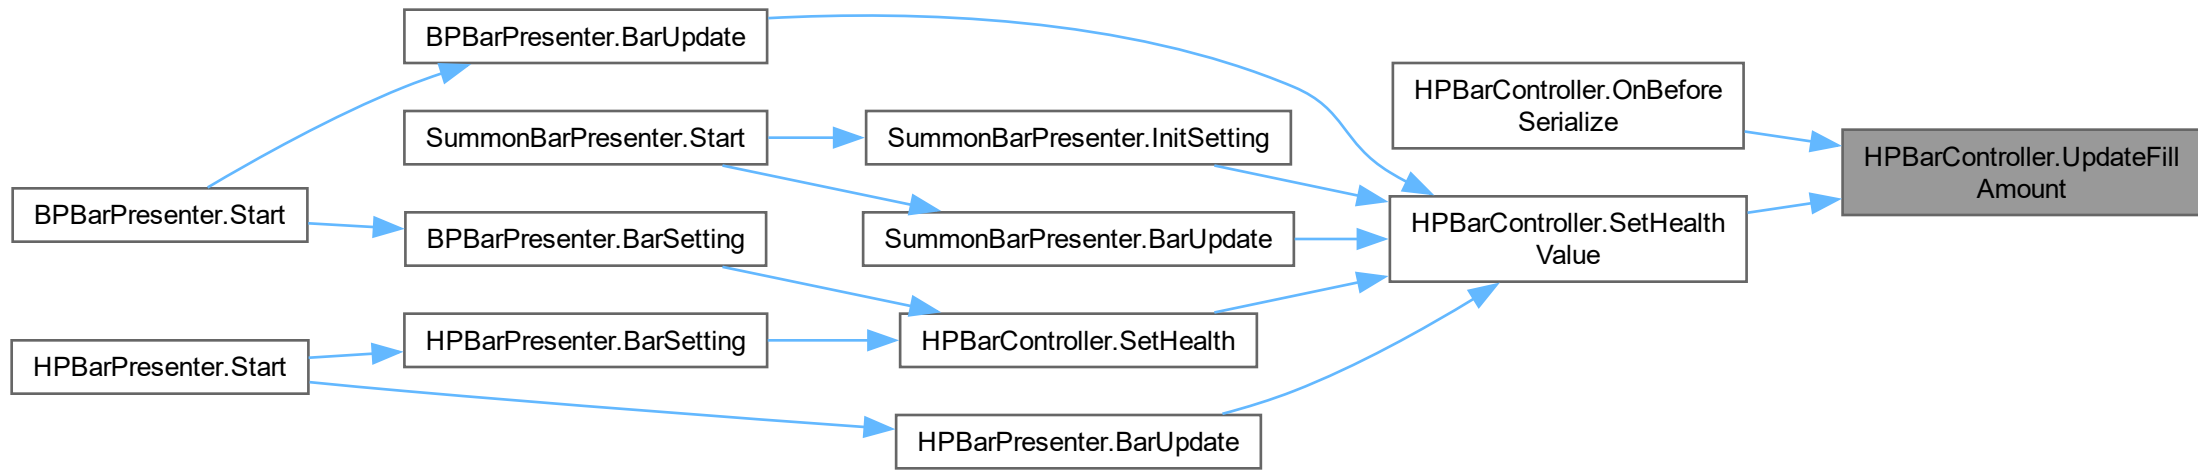 BPBarPresenter.BarUpdate
HPBarController.OnBefore
Serialize
SummonBarPresenter.Start
SummonBarPresenter.InitSetting
HPBarController.UpdateFill
Amount
BPBarPresenter.Start
BPBarPresenter.BarSetting
SummonBarPresenter.BarUpdate
HPBarController.SetHealth
Value
HPBarPresenter.Start
HPBarPresenter.BarSetting
HPBarController.SetHealth
HPBarPresenter.BarUpdate